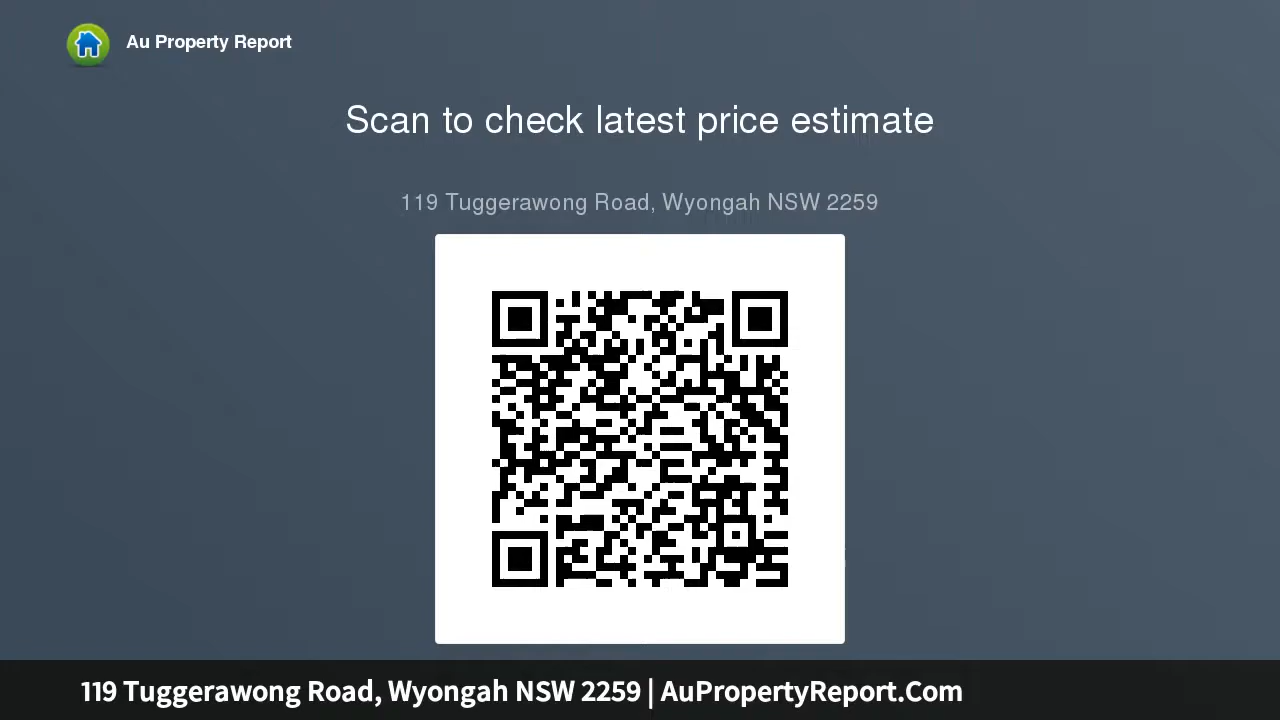 Au Property Report
Scan to check latest price estimate
119 Tuggerawong Road, Wyongah NSW 2259
119 Tuggerawong Road, Wyongah NSW 2259 | AuPropertyReport.Com